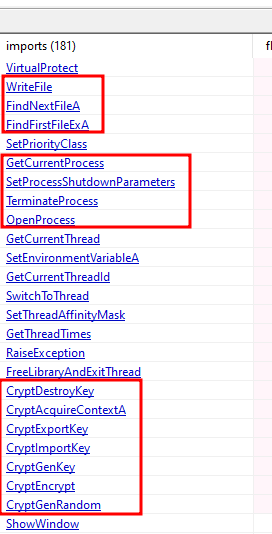 imports (181)
fl
VirtualProtect
WriteFile
FindNextFileA
FindFirstFileExA
SetPriorityClass
GetCurrentProcess
SetProcessShutdownParameters
TerminateProcess
OpenProcess
GetCurrentThread
SetEnvironmentVariableA
GetCurrentThreadId
SwitchToThread
SetThreadAffinityMask
GetThreadTimes
RaiseException
FreeLibraryAndExitThread
CryptDestroyKey
CryptAcquireContextA
CryptExportKey
CryptImportKey
CryptGenKey
CryptEncrypt
CryptGenRandom
ShowWindow